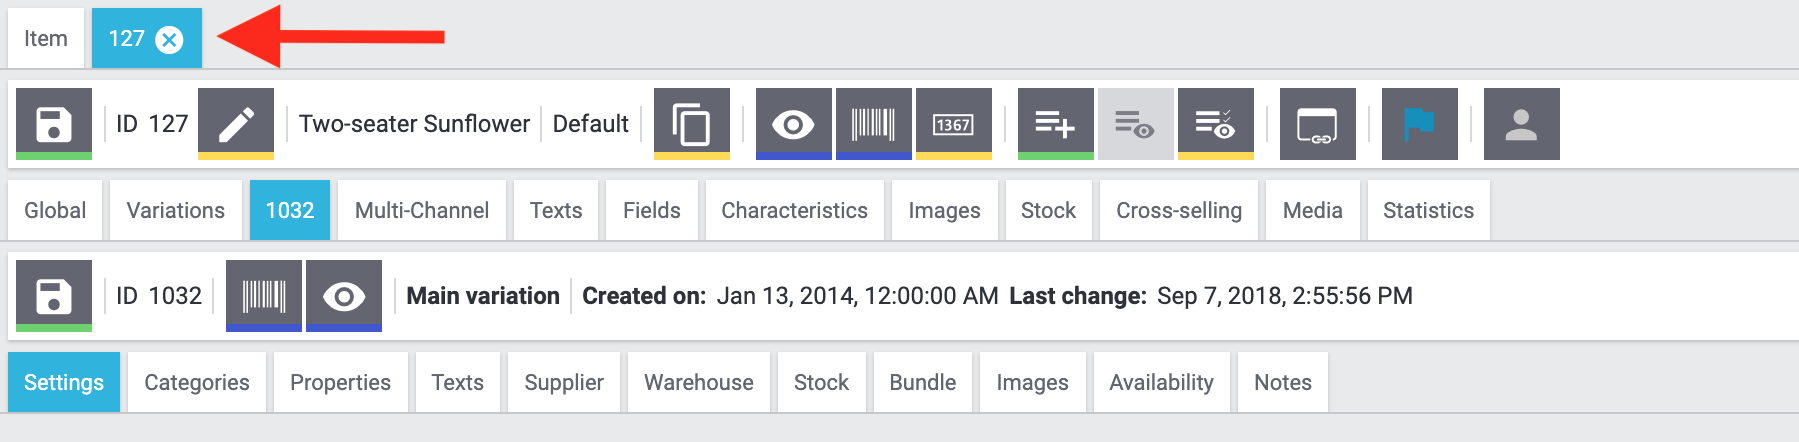 Item 127
ID 127 Two-seater Sunflower Default 1367
Global Variations 1032 Multi-Channel Texts Fields Characteristics Images Stock Cross-selling Media Statistics
ID 1032 Main variation Created on: Jan 13, 2014, 12:00:00 AM Last change: Sep 7, 2018, 2:55:56 PM
Settings Categories Properties Texts Supplier Warehouse Stock Bundle Images Availability Notes